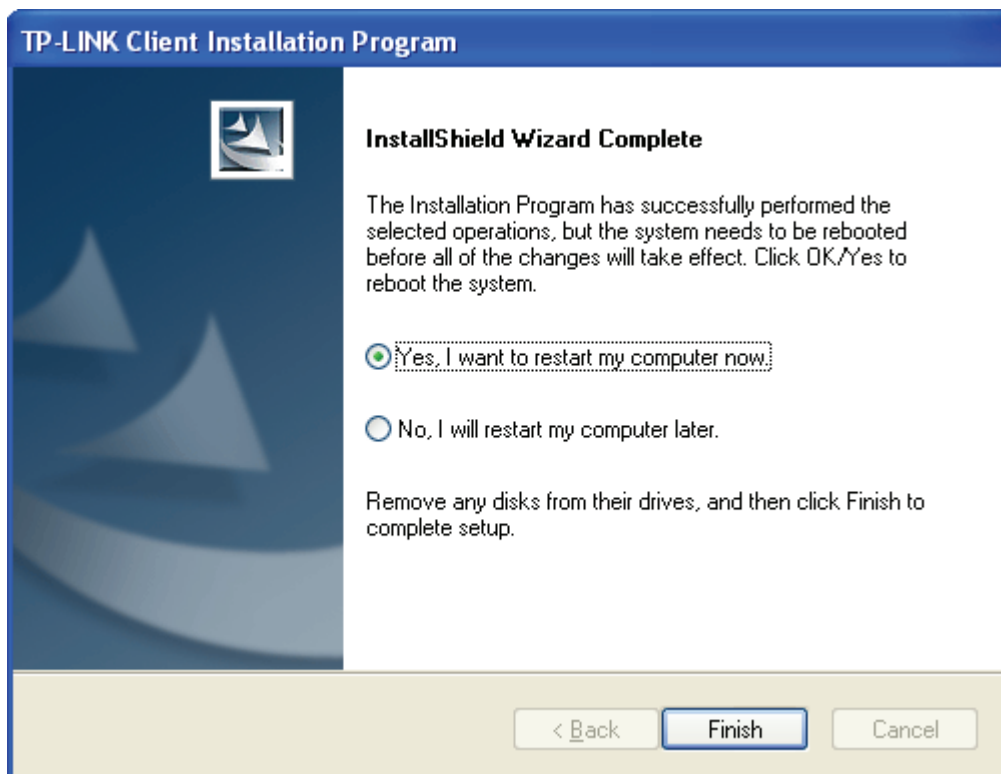 TP-LINK Client Installation Program
InstallShield Wizard Complete
The Installation Program has successfully performed the
selected operations, but the system needs to be rebooted
before all of the changes will take effect. Click OK/Yes to
reboot the system.
Yes, I want to restart my computer now.
No, I will restart my computer later.
Remove any disks from their drives, and then click Finish to
complete setup.
< Back Finish Cancel